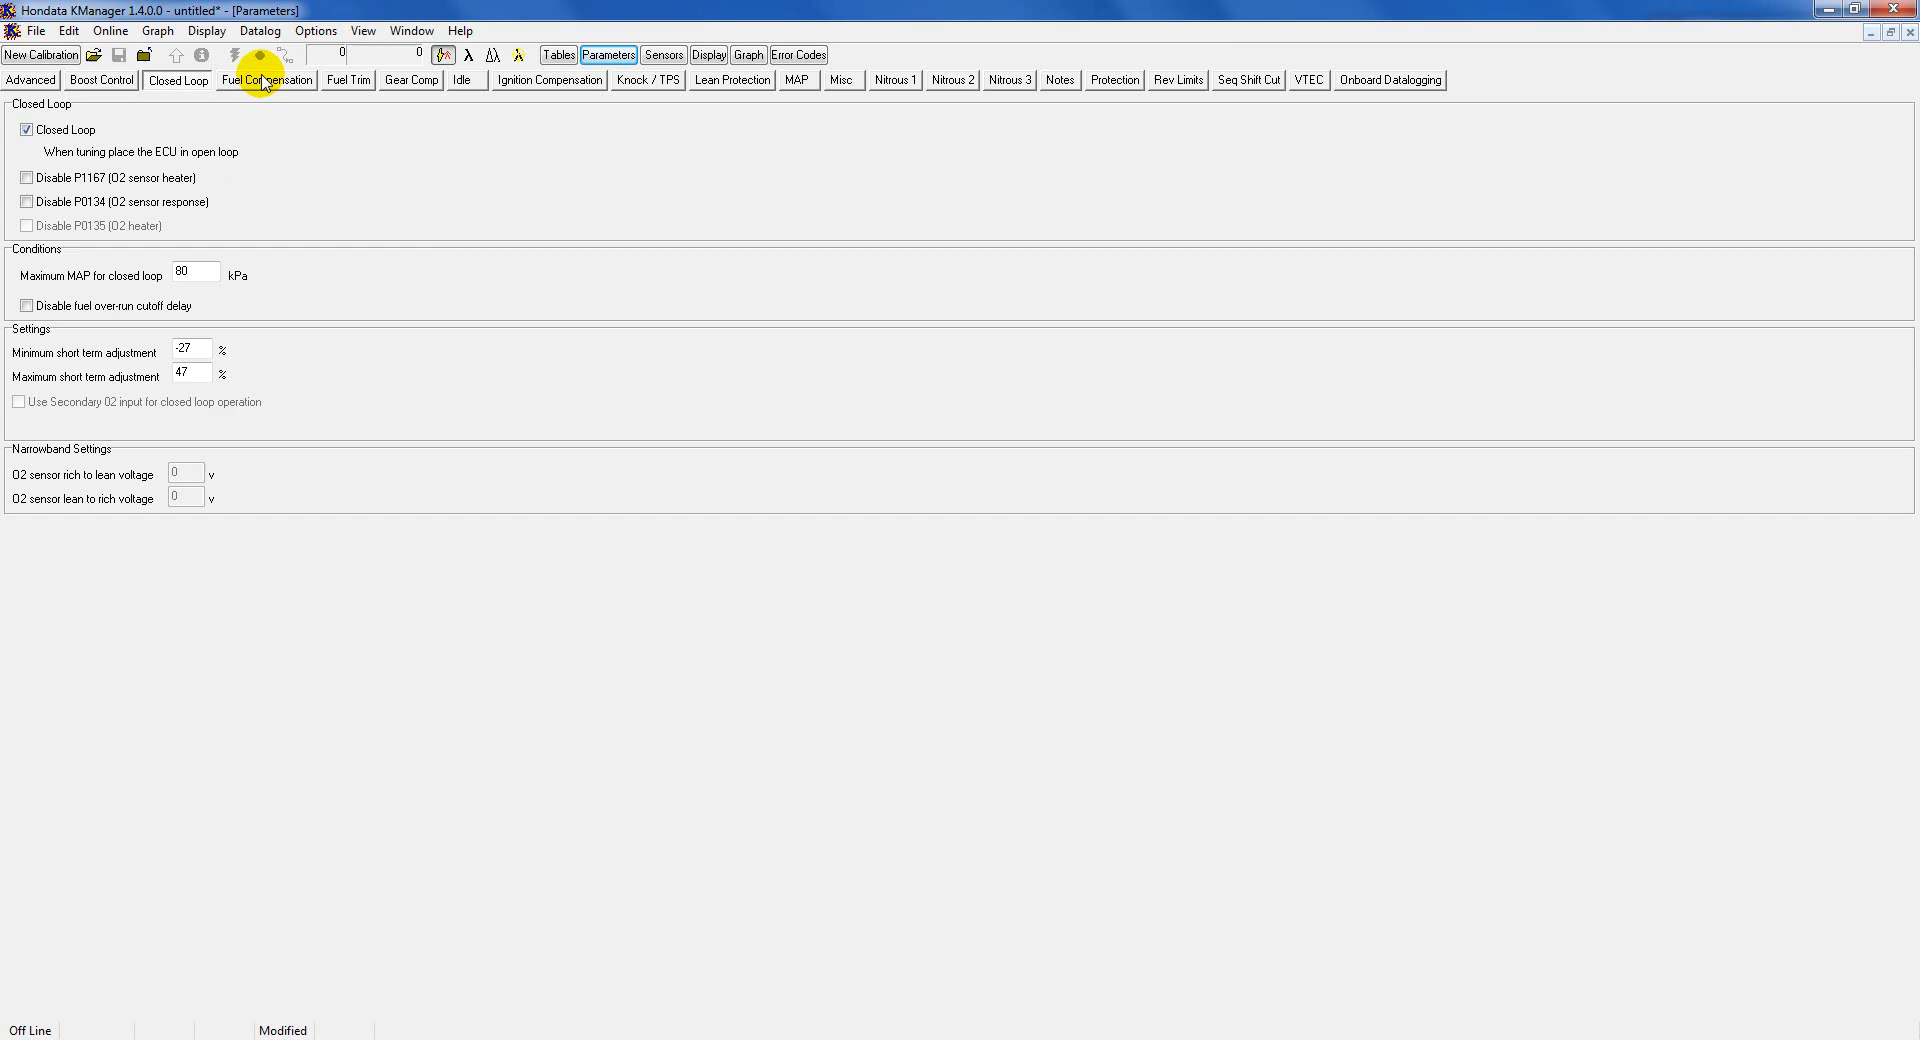 Hondata KManager 1.4.0.0 - untitled* - [Parameters]
File Edit Online Graph Display Datalog Options View Window Help
New Calibration 0 0 Tables Parameters Sensors Display Graph Error Codes
Advanced Boost Control Closed Loop Fuel Compensation Fuel Trim Gear Comp Idle Ignition Compensation Knock / TPS Lean Protection MAP Misc Nitrous 1 Nitrous 2 Nitrous 3 Notes Protection Rev Limits Seq Shift Cut VTEC Onboard Datalogging
Closed Loop
Closed Loop
When tuning place the ECU in open loop
Disable P1167 (O2 sensor heater)
Disable P0134 (O2 sensor response)
Disable P0135 (O2 heater)
Conditions
Maximum MAP for closed loop 80 kPa
Disable fuel over-run cutoff delay
Settings
Minimum short term adjustment -27 %
Maximum short term adjustment 47 %
Use Secondary O2 input for closed loop operation
Narrowband Settings
O2 sensor rich to lean voltage 0 v
O2 sensor lean to rich voltage 0 v
Off Line Modified